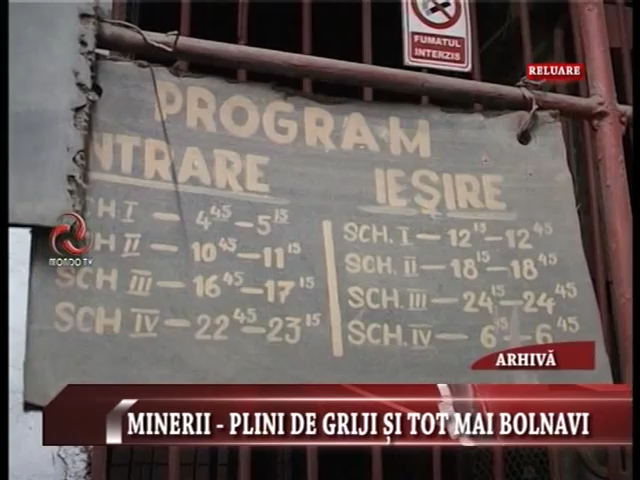 FUMATUL
INTERZIS
RELUARE
PROGRAM
NTRARE IEȘIRE
H I – 4⁴⁵–5¹⁵ SCH. I – 12¹⁵–12⁴⁵
H II – 10⁴⁵–11¹⁵ SCH. II – 18¹⁵–18⁴⁵
SCH III – 16⁴⁵–17¹⁵ SCH. III – 24¹⁵–24⁴⁵
SCH IV – 22⁴⁵–23¹⁵ SCH. IV – 6¹⁵–6⁴⁵
MONDO TV
ARHIVĂ
MINERII - PLINI DE GRIJI ȘI TOT MAI BOLNAVI